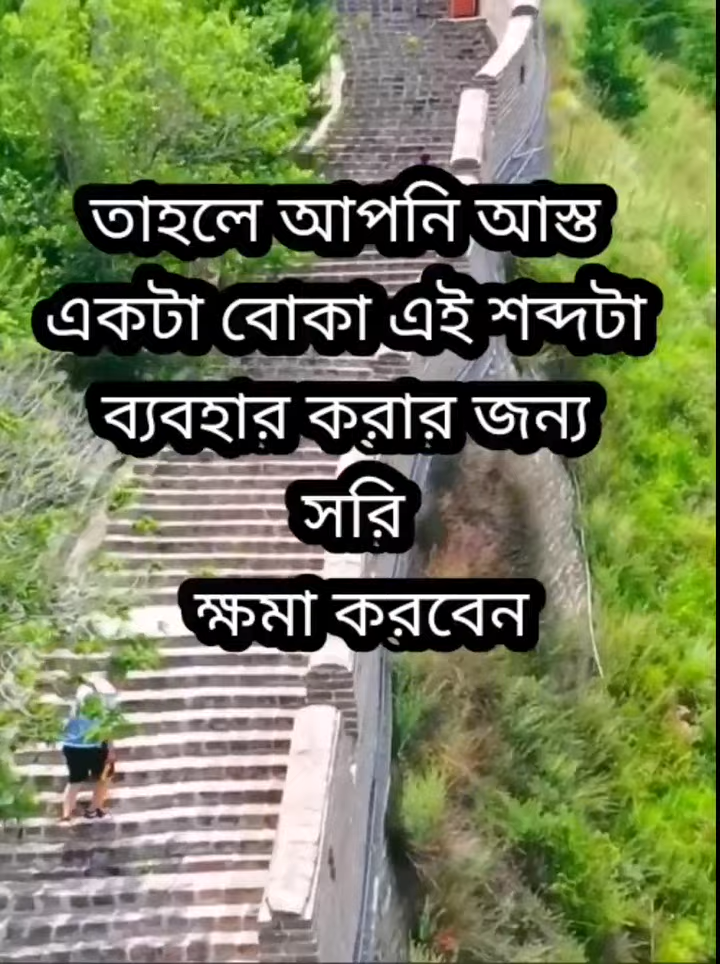 তাহলে আপনি আস্ত
একটা বোকা এই শব্দটা
ব্যবহার করার জন্য
সরি
ক্ষমা করবেন